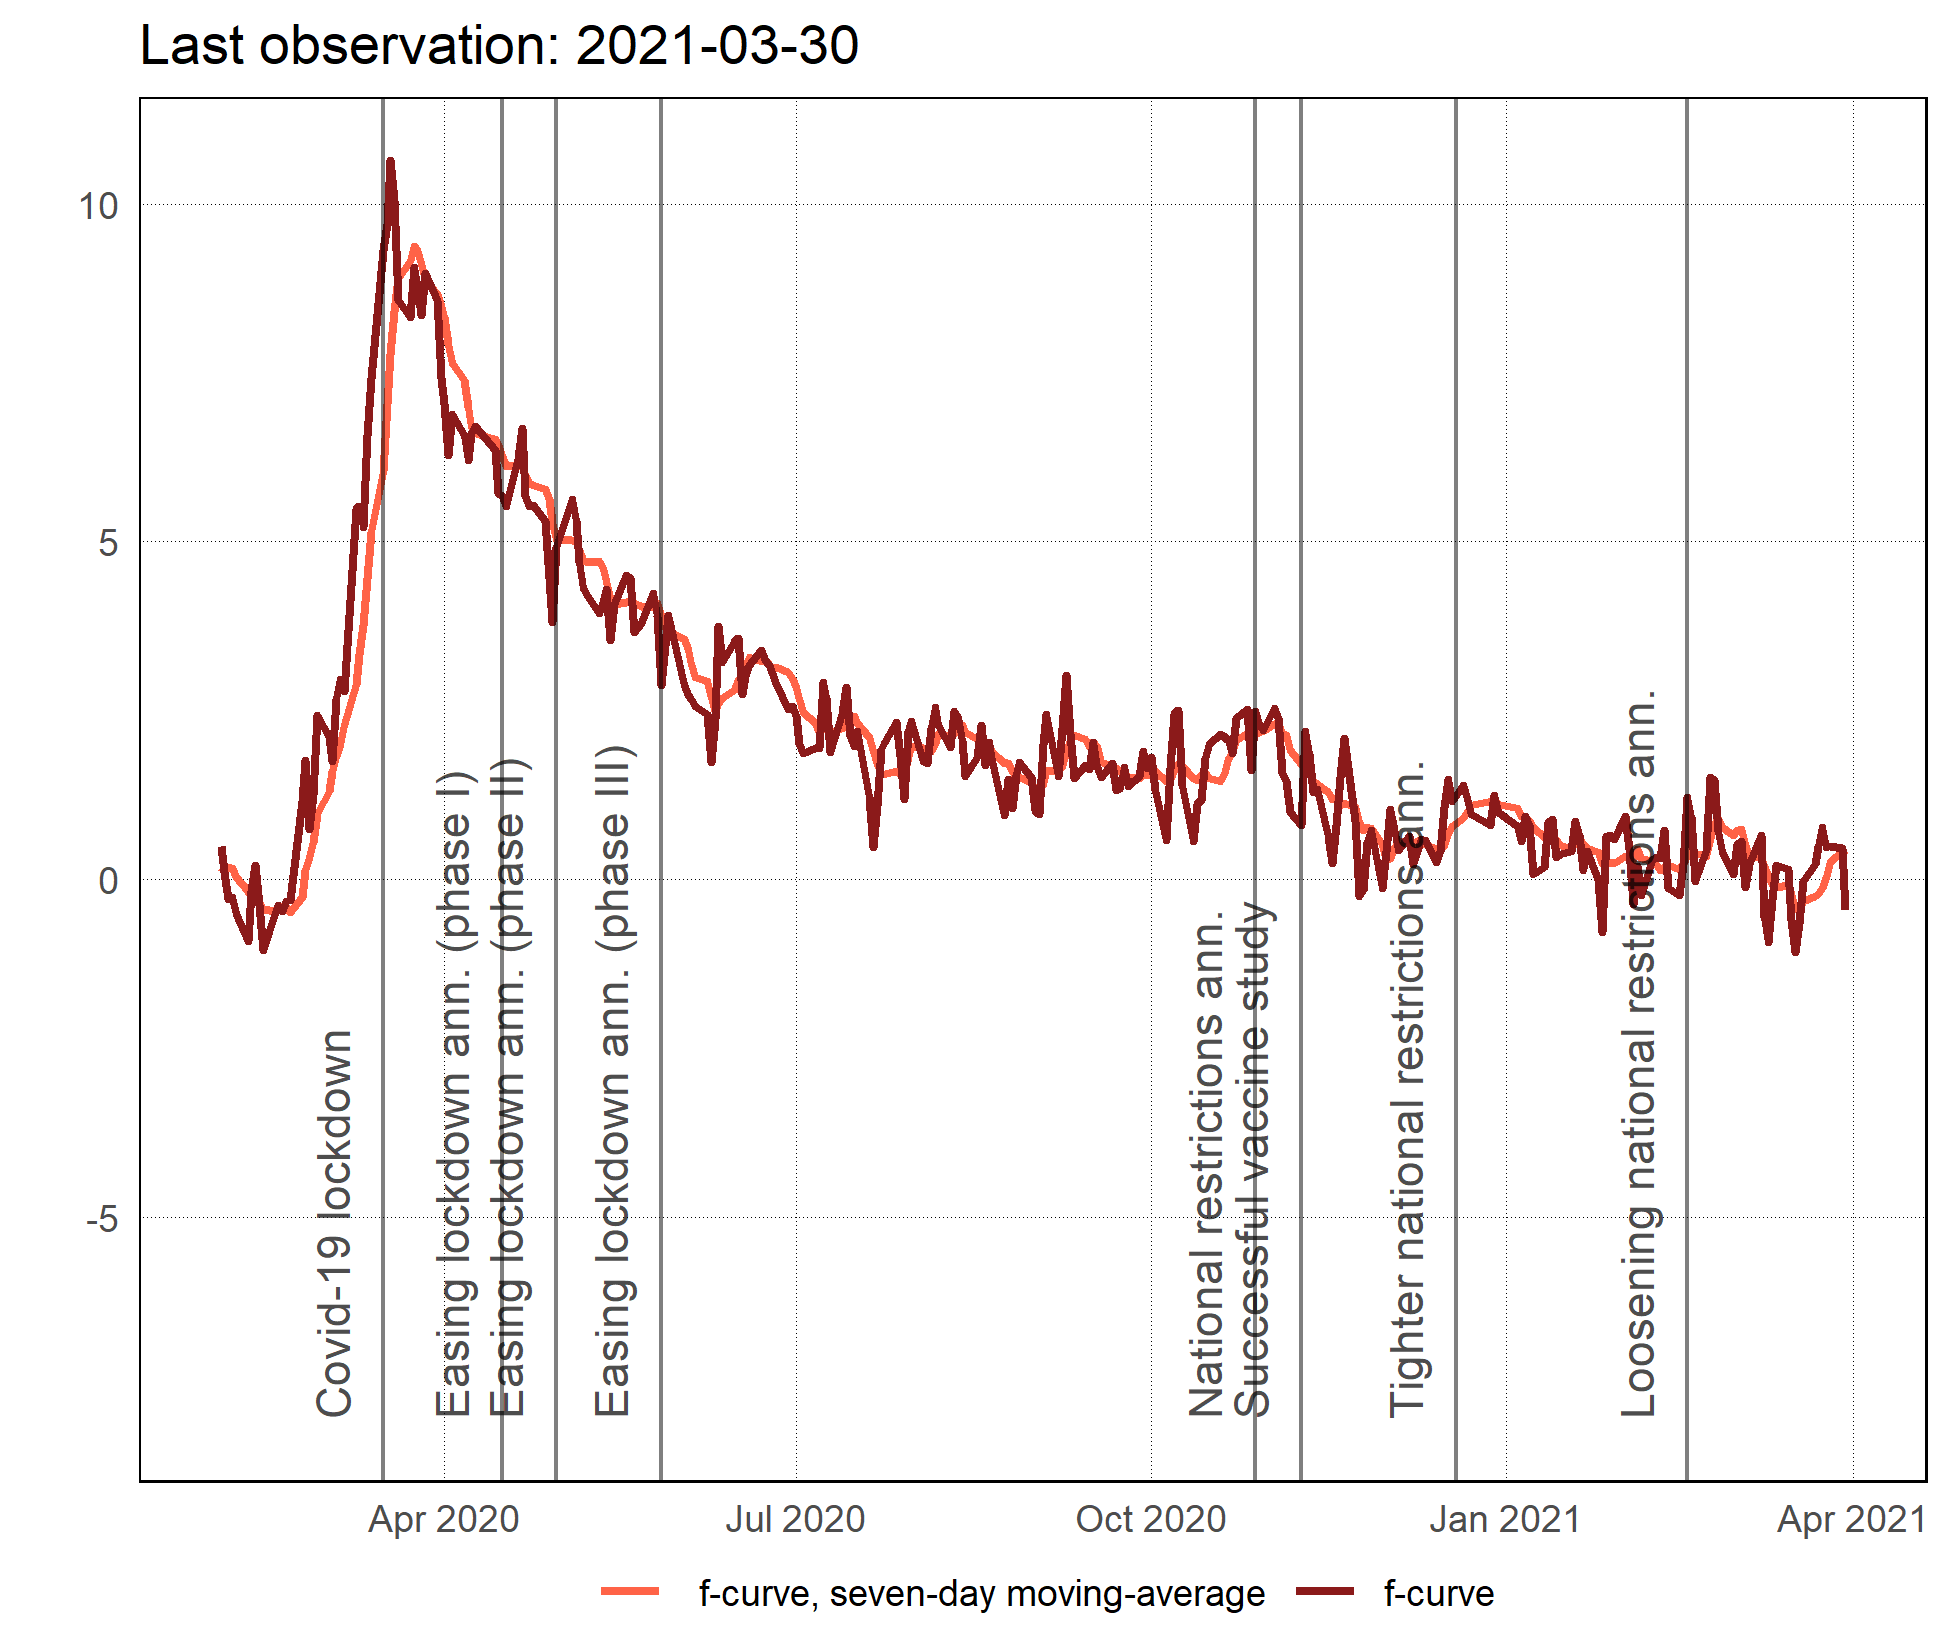 Last observation: 2021-03-30
10
5
0
-5
Covid-19 lockdown
Easing lockdown ann. (phase I)
Easing lockdown ann. (phase II)
Easing lockdown ann. (phase III)
National restrictions ann.
Successful vaccine study
Tighter national restrictions ann.
Loosening national restrictions ann.
Apr 2020
Jul 2020
Oct 2020
Jan 2021
Apr 2021
f-curve, seven-day moving-average
f-curve